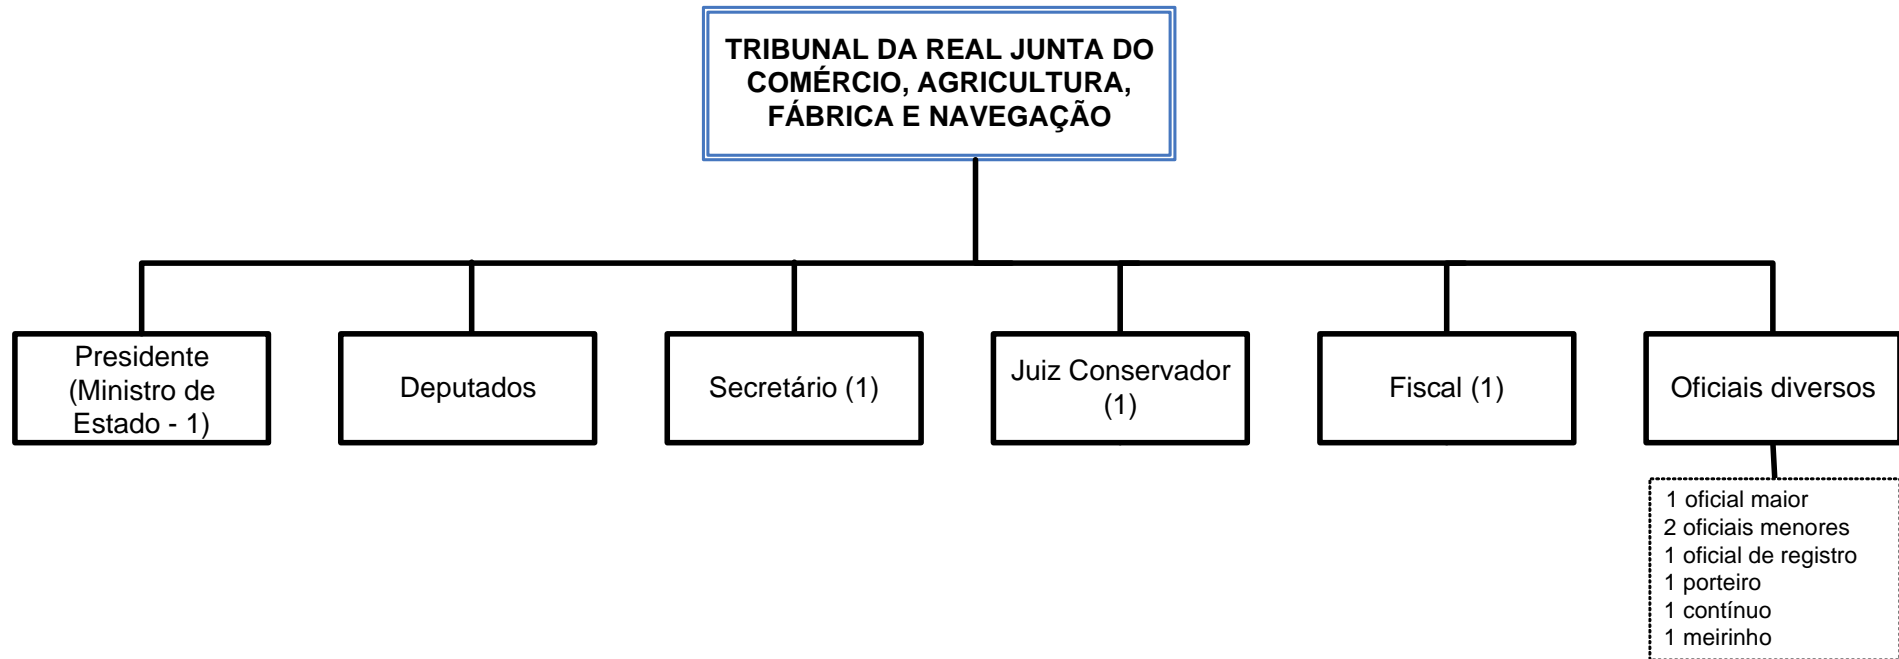 TRIBUNAL DA REAL JUNTA DO
COMÉRCIO, AGRICULTURA,
FÁBRICA E NAVEGAÇÃO
Presidente
(Ministro de
Estado - 1)
Deputados
Secretário (1)
Juiz Conservador
(1)
Fiscal (1)
Oficiais diversos
1 oficial maior
2 oficiais menores
1 oficial de registro
1 porteiro
1 contínuo
1 meirinho